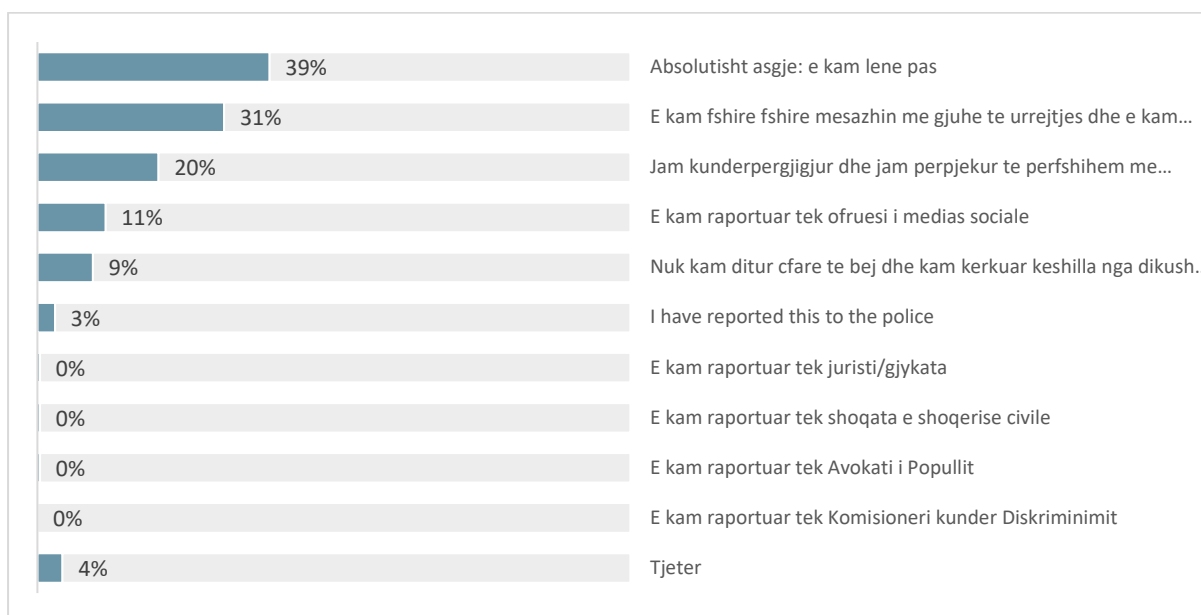 39% Absolutisht asgje: e kam lene pas
31% E kam fshire fshire mesazhin me gjuhe te urrejtjes dhe e kam...
20% Jam kunderpergjigjur dhe jam perpjekur te perfshihem me...
11% E kam raportuar tek ofruesi i medias sociale
9% Nuk kam ditur cfare te bej dhe kam kerkuar keshilla nga dikush.
3% I have reported this to the police
0% E kam raportuar tek juristi/gjykata
0% E kam raportuar tek shoqata e shoqerise civile
0% E kam raportuar tek Avokati i Popullit
0% E kam raportuar tek Komisioneri kunder Diskriminimit
4% Tjeter